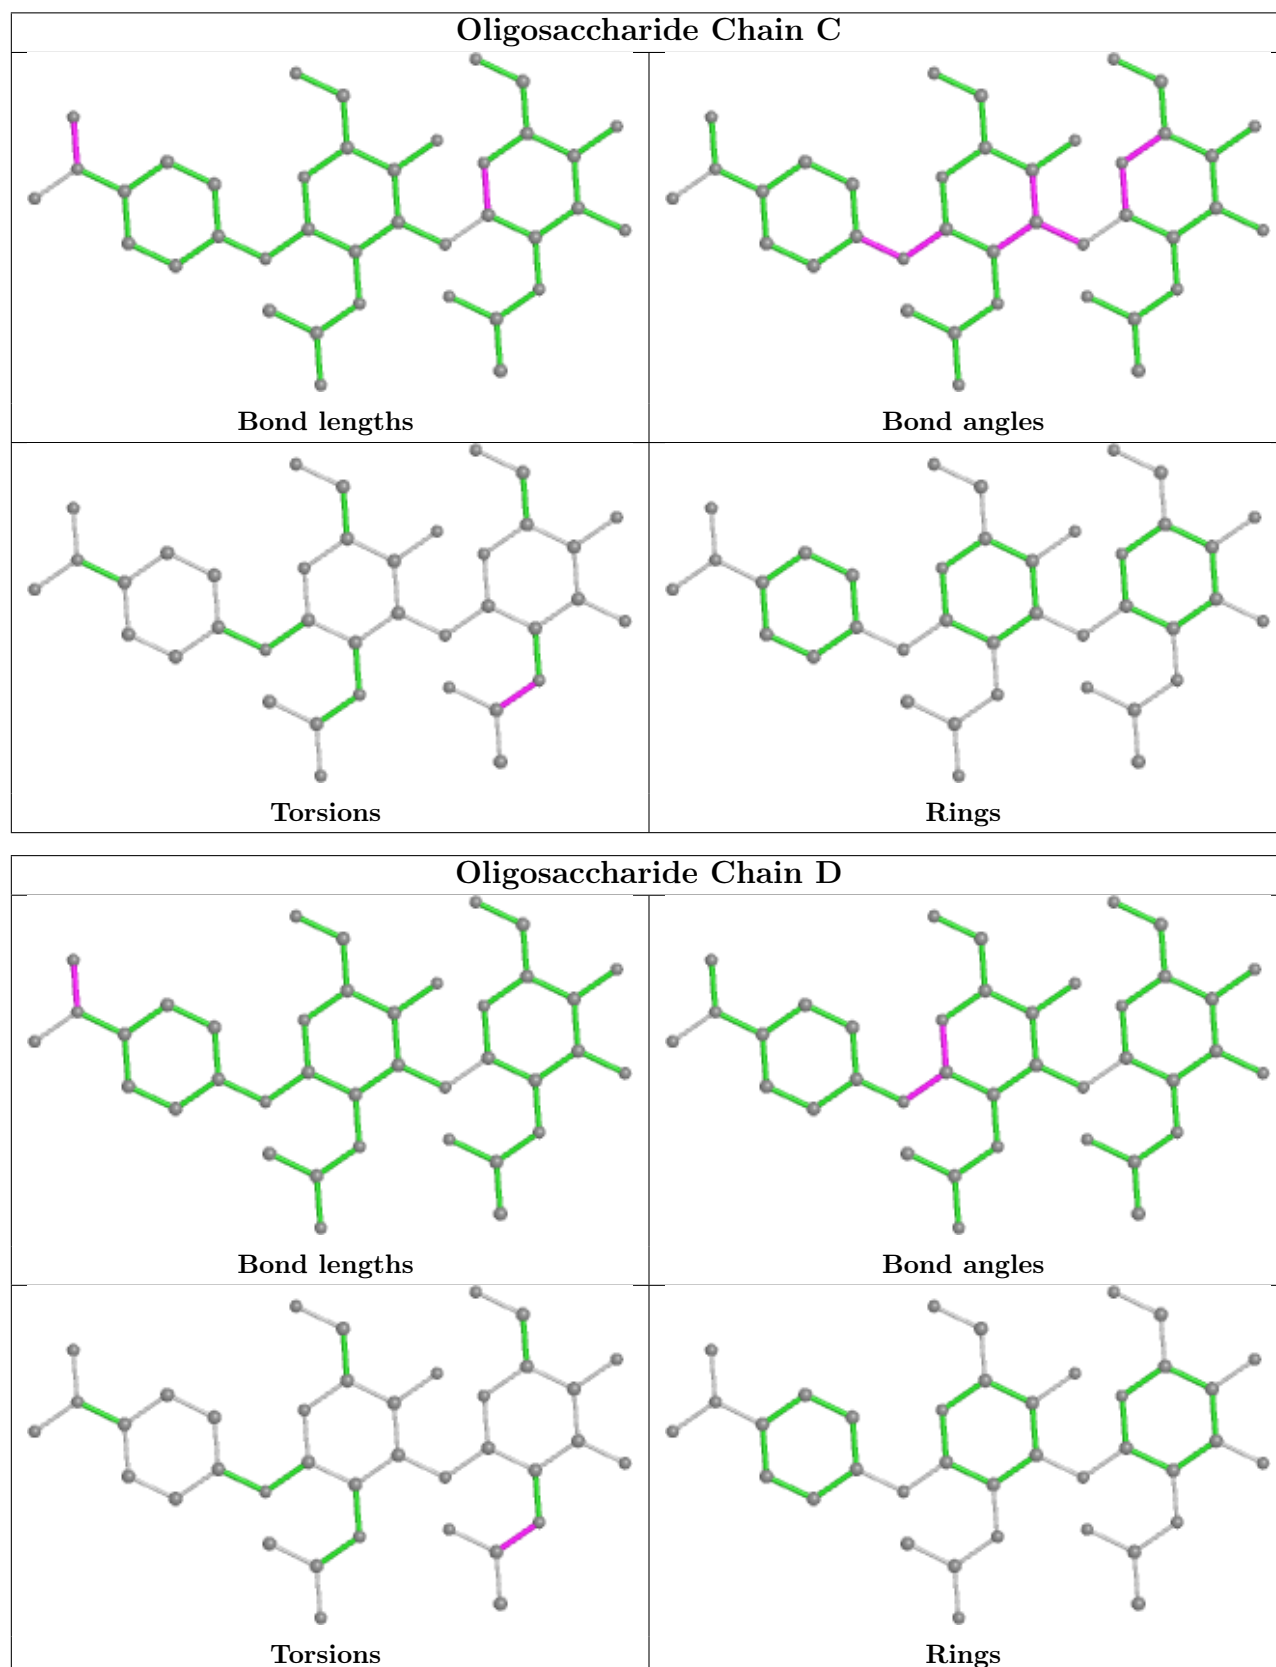 Oligosaccharide Chain C
Bond lengths
Bond angles
Torsions
Rings
Oligosaccharide Chain D
Bond lengths
Bond angles
Torsions
Rings